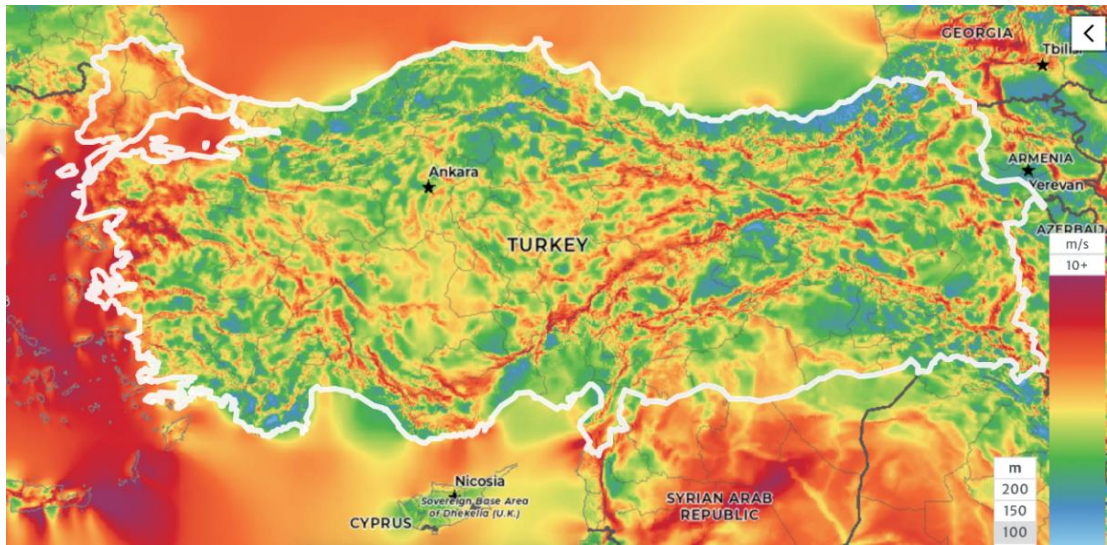 GEORGIA
Tbilisi
Ankara
ARMENIA
Yerevan
TURKEY
AZERBAIJ
m/s
10+
m
200
150
100
Nicosia
Sovereign Base Area
of Dhekelia (U.K.)
CYPRUS
SYRIAN ARAB
REPUBLIC